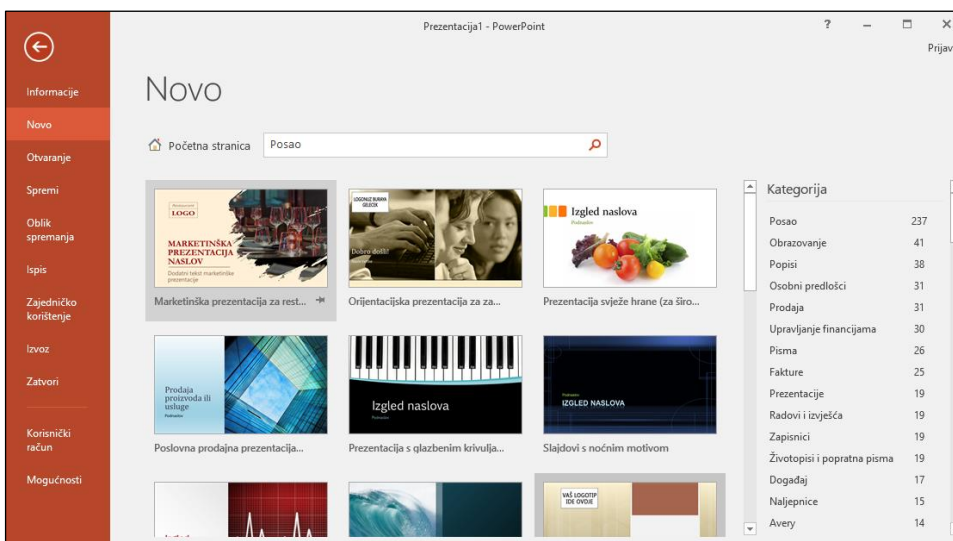 Prezentacija1 - PowerPoint
?
Prijav
Informacije
Novo
Otvaranje
Spremi
Oblik
spremanja
Ispis
Zajedničko
korištenje
Izvoz
Zatvori
Korisnički
račun
Mogućnosti
Novo
Početna stranica
Posao
LOGO
MARKETINŠKA
PREZENTACIJA
NASLOV
Dodatni tekst marketinške
prezentacije
Marketinška prezentacija za rest...
Dobro došli!
Orijentacijska prezentacija za za...
Izgled naslova
Podnaslov
Prezentacija svježe hrane (za širo...
Prodaja
proizvoda ili
usluge
Podnaslov
Poslovna prodajna prezentacija...
Izgled naslova
Podnaslov
Prezentacija s glazbenim krivulja...
Podnaslov
IZGLED NASLOVA
Slajdovi s noćnim motivom
VAŠ LOGOTIP
IDE OVDJE
Kategorija
Posao 237
Obrazovanje 41
Popisi 38
Osobni predlošci 31
Prodaja 31
Upravljanje financijama 30
Pisma 26
Fakture 25
Prezentacije 19
Radovi i izvješća 19
Zapisnici 19
Životopisi i popratna pisma 19
Događaj 17
Naljepnice 15
Avery 14